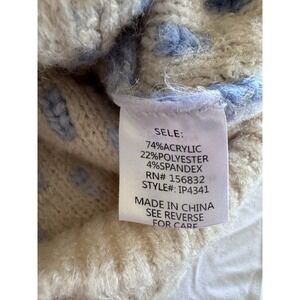 SELE:
74%ACRYLIC
22%POLYESTER
4%SPANDEX
RN# 156832
STYLE#: IP4341
MADE IN CHINA
SEE REVERSE
FOR CARE